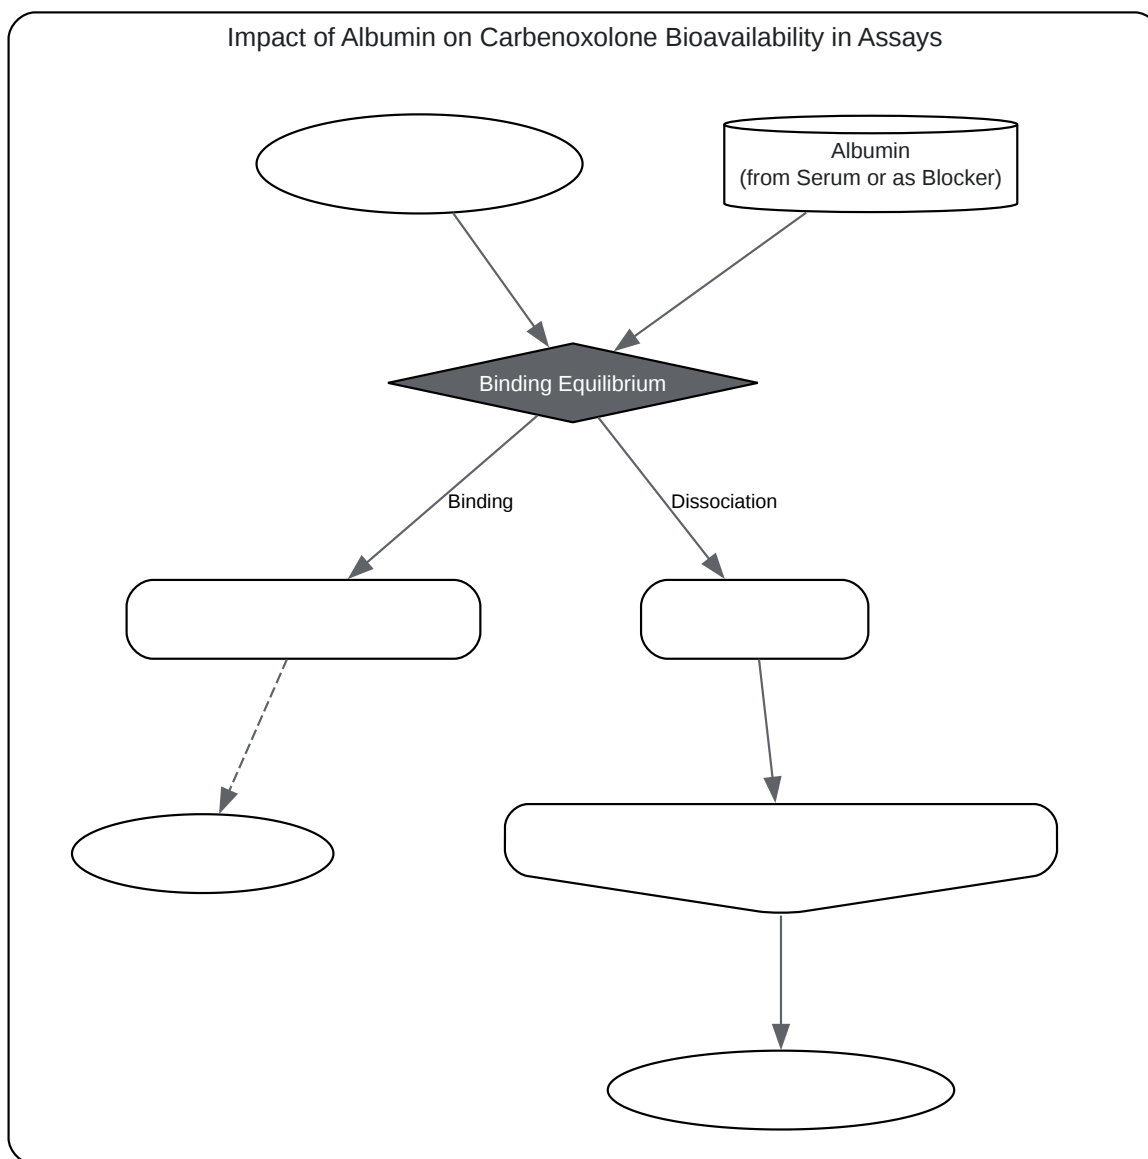 Impact of Albumin on Carbenoxolone Bioavailability in Assays
Albumin
(from Serum or as Blocker)
Binding Equilibrium
Binding
Dissociation